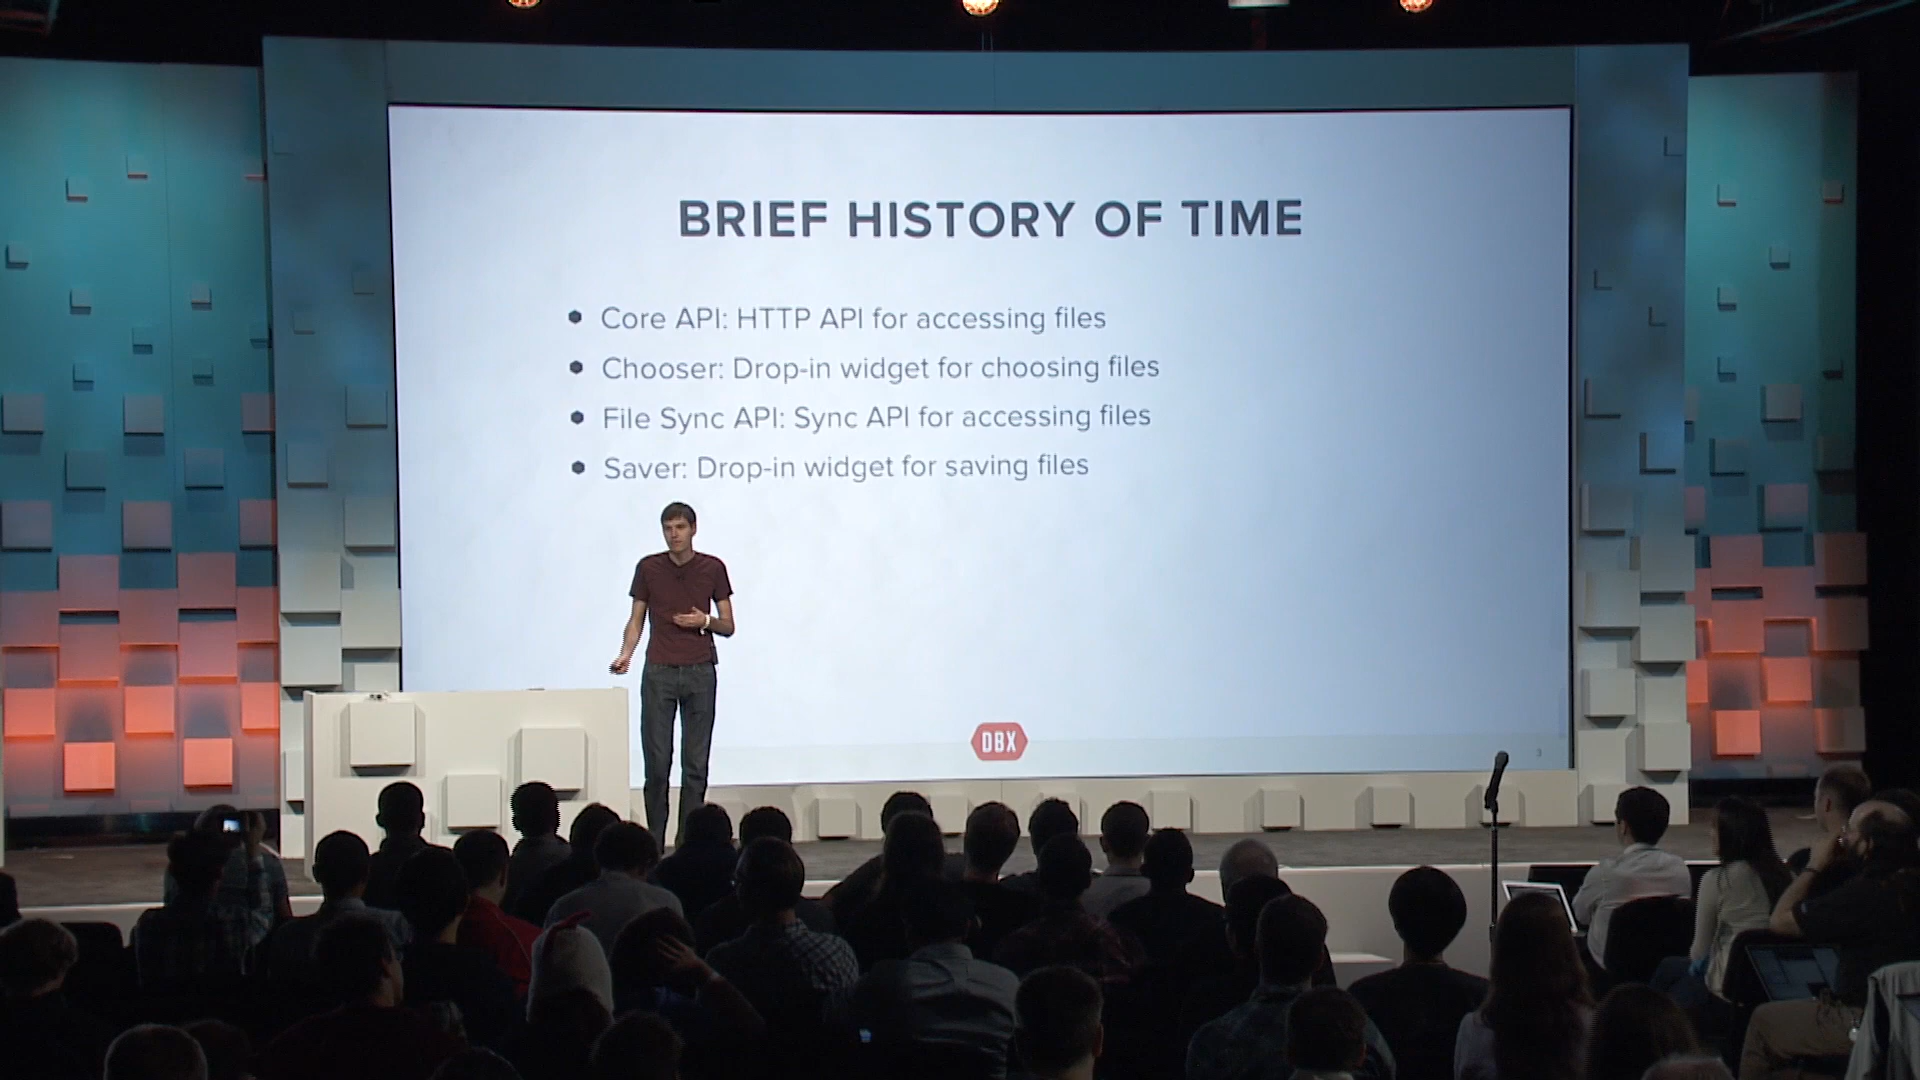 BRIEF HISTORY OF TIME
Core API: HTTP API for accessing files
Chooser: Drop-in widget for choosing files
File Sync API: Sync API for accessing files
Saver: Drop-in widget for saving files
DBX
3